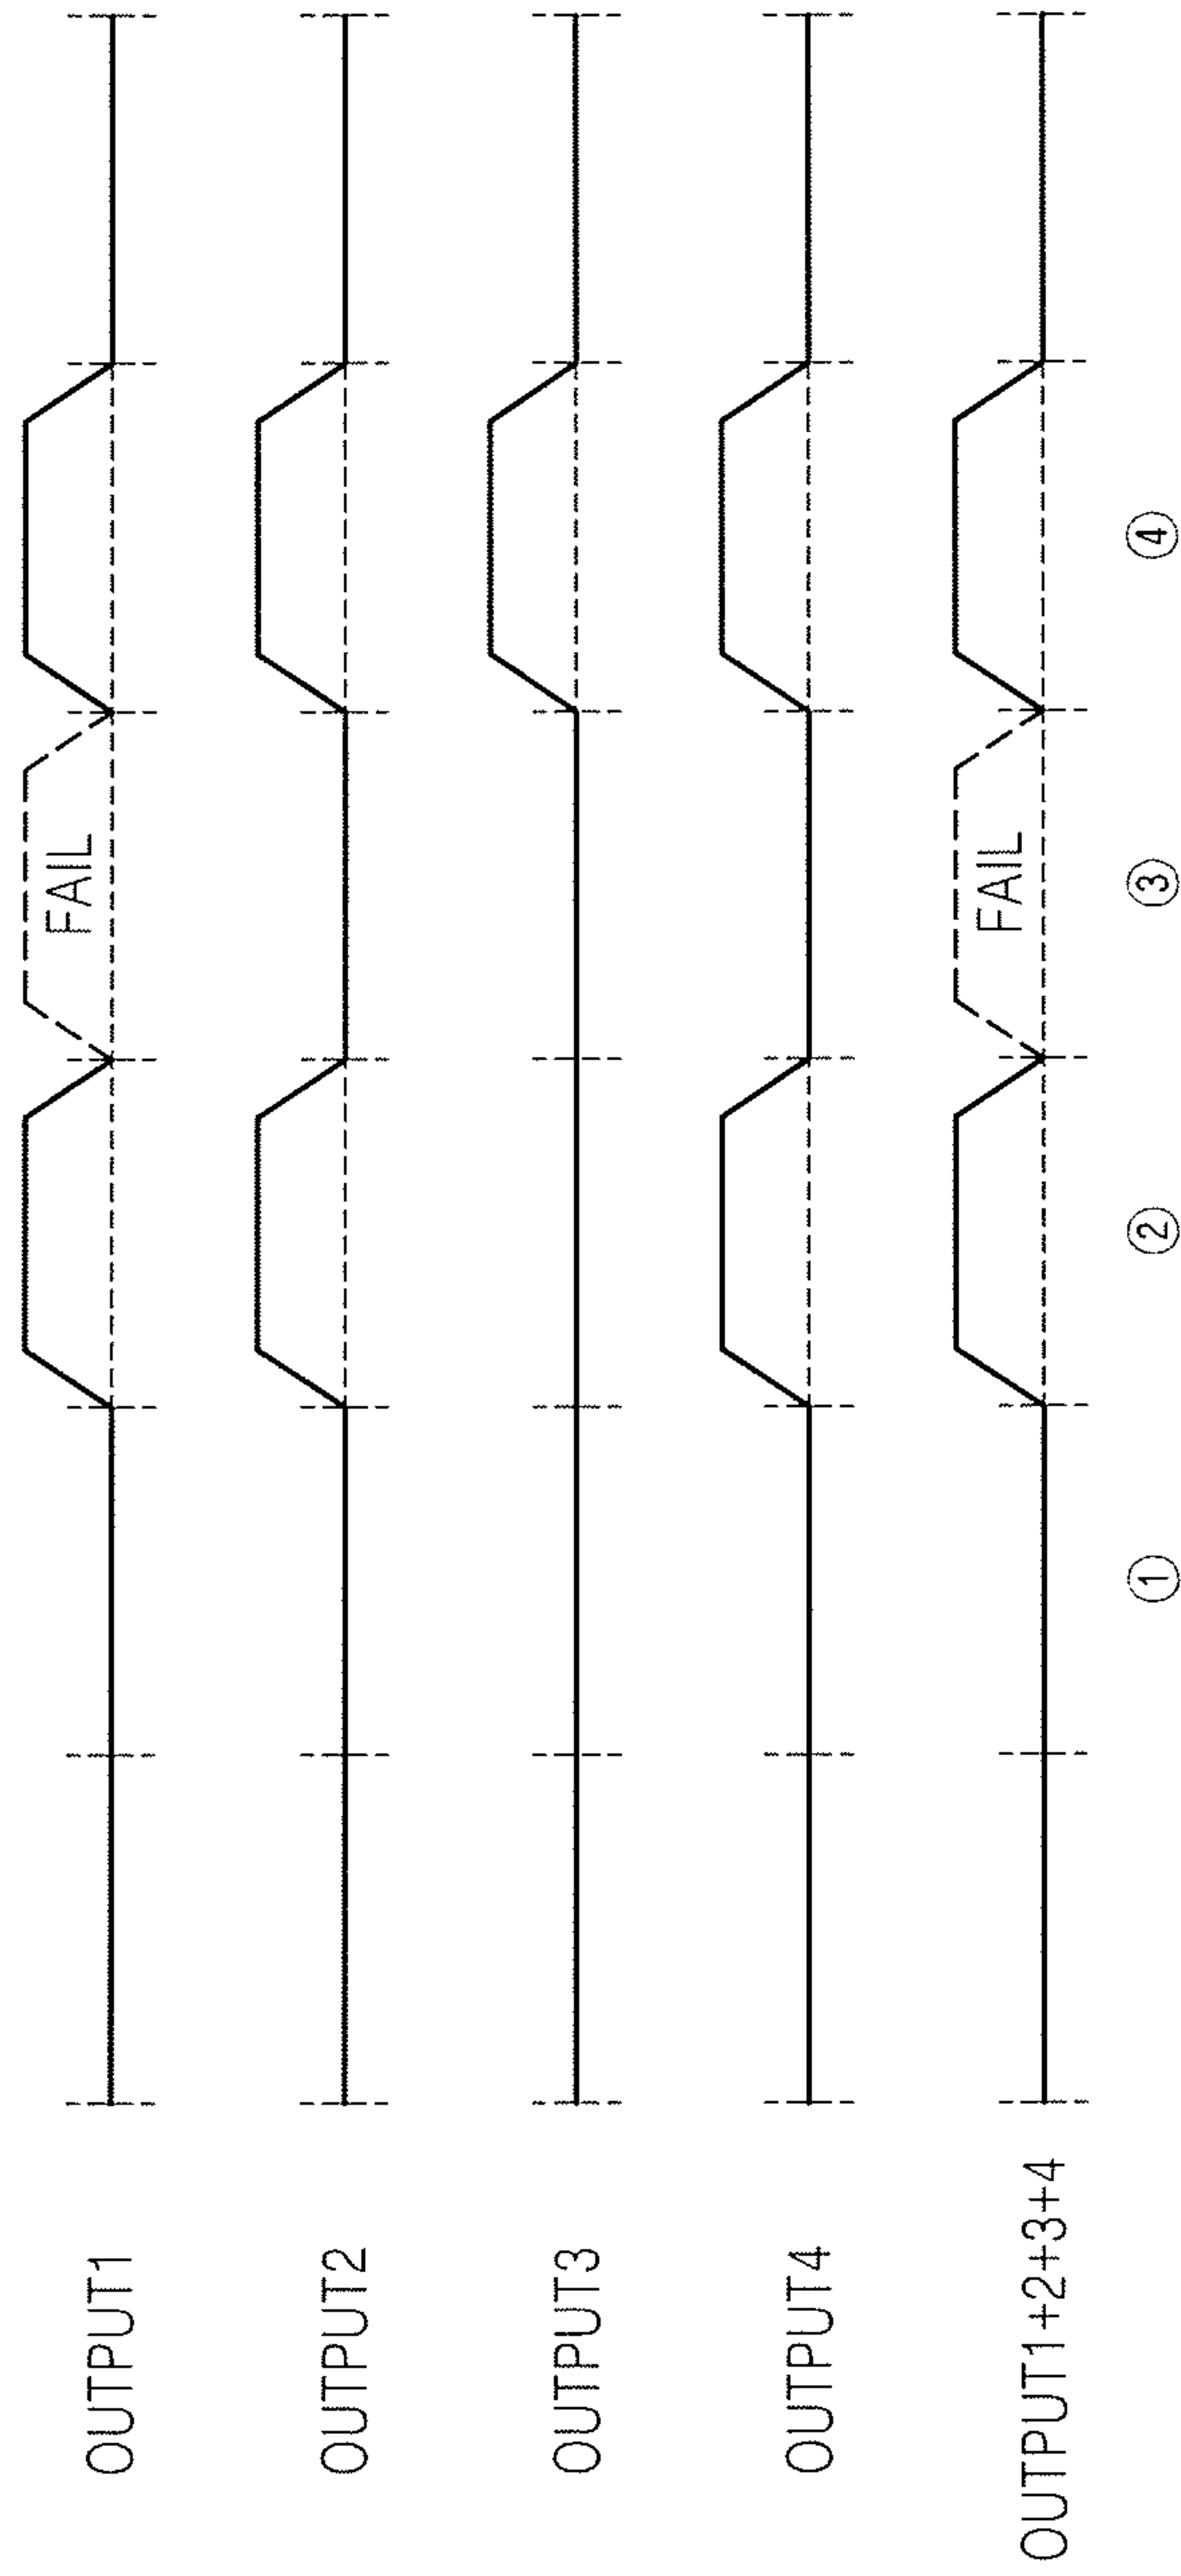 OUTPUT1
FAIL
OUTPUT2
OUTPUT3
OUTPUT4
OUTPUT1+2+3+4
FAIL
① ② ③ ④